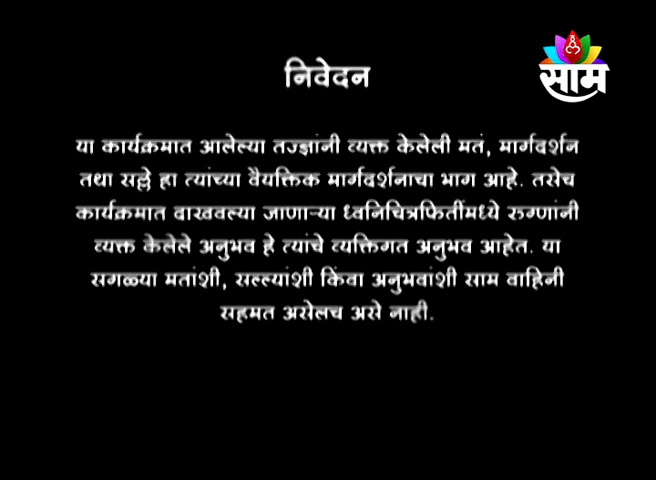 साम
निवेदन
या कार्यक्रमात आलेल्या तज्ज्ञांनी व्यक्त केलेली मतं, मार्गदर्शन
तथा सल्ले हा त्यांच्या वैयक्तिक मार्गदर्शनाचा भाग आहे. तसेच
कार्यक्रमात दाखवल्या जाणाऱ्या ध्वनिचित्रफितींमध्ये रुग्णांनी
व्यक्त केलेले अनुभव हे त्यांचे व्यक्तिगत अनुभव आहेत. या
सगळ्या मतांशी, सल्ल्यांशी किंवा अनुभवांशी साम वाहिनी
सहमत असेलच असे नाही.